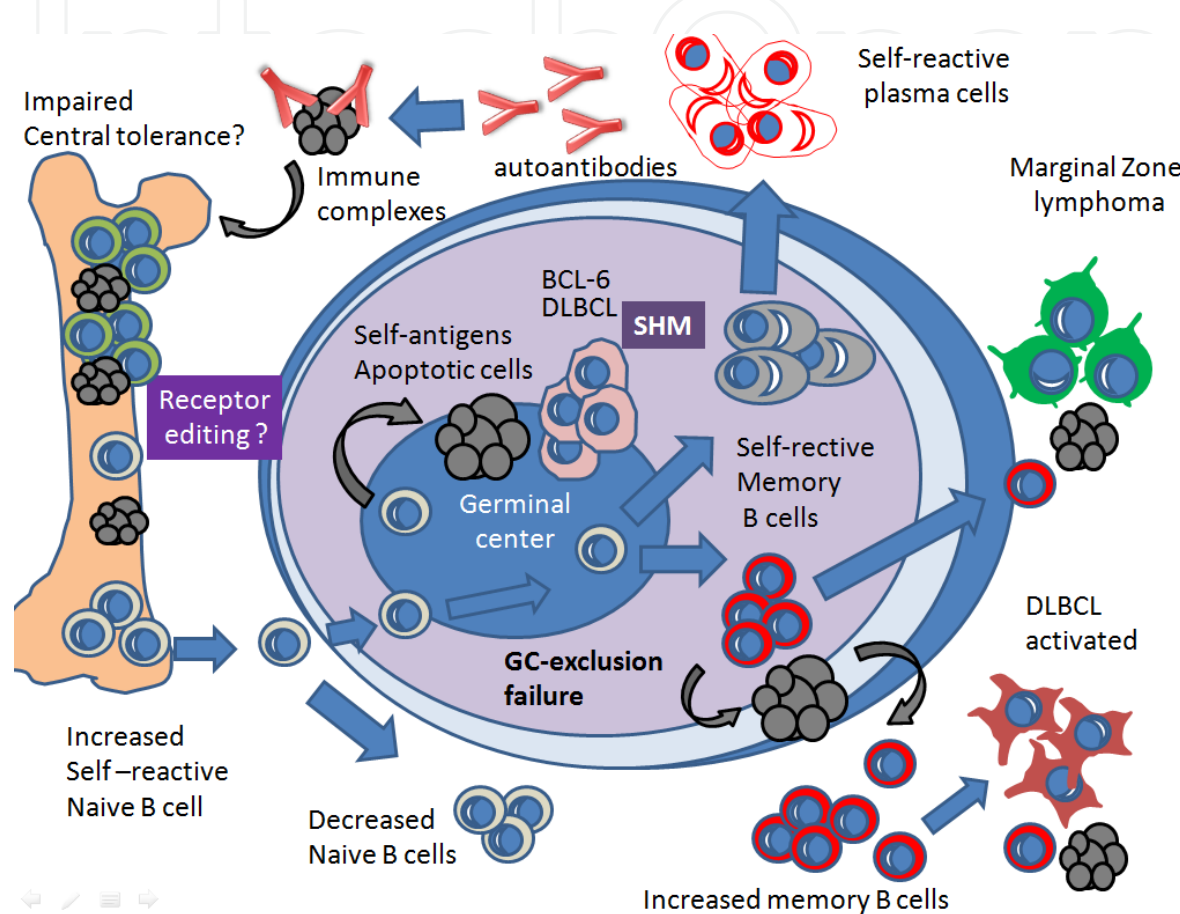 Impaired
Central tolerance?
Immune
complexes
autoantibodies
Self-reactive
plasma cells
Marginal Zone
lymphoma
BCL-6
DLBCL
SHM
Self-antigens
Apoptotic cells
Receptor
editing ?
Germinal
center
Self-rective
Memory
B cells
GC-exclusion
failure
DLBCL
activated
Increased
Self –reactive
Naive B cell
Decreased
Naive B cells
Increased memory B cells